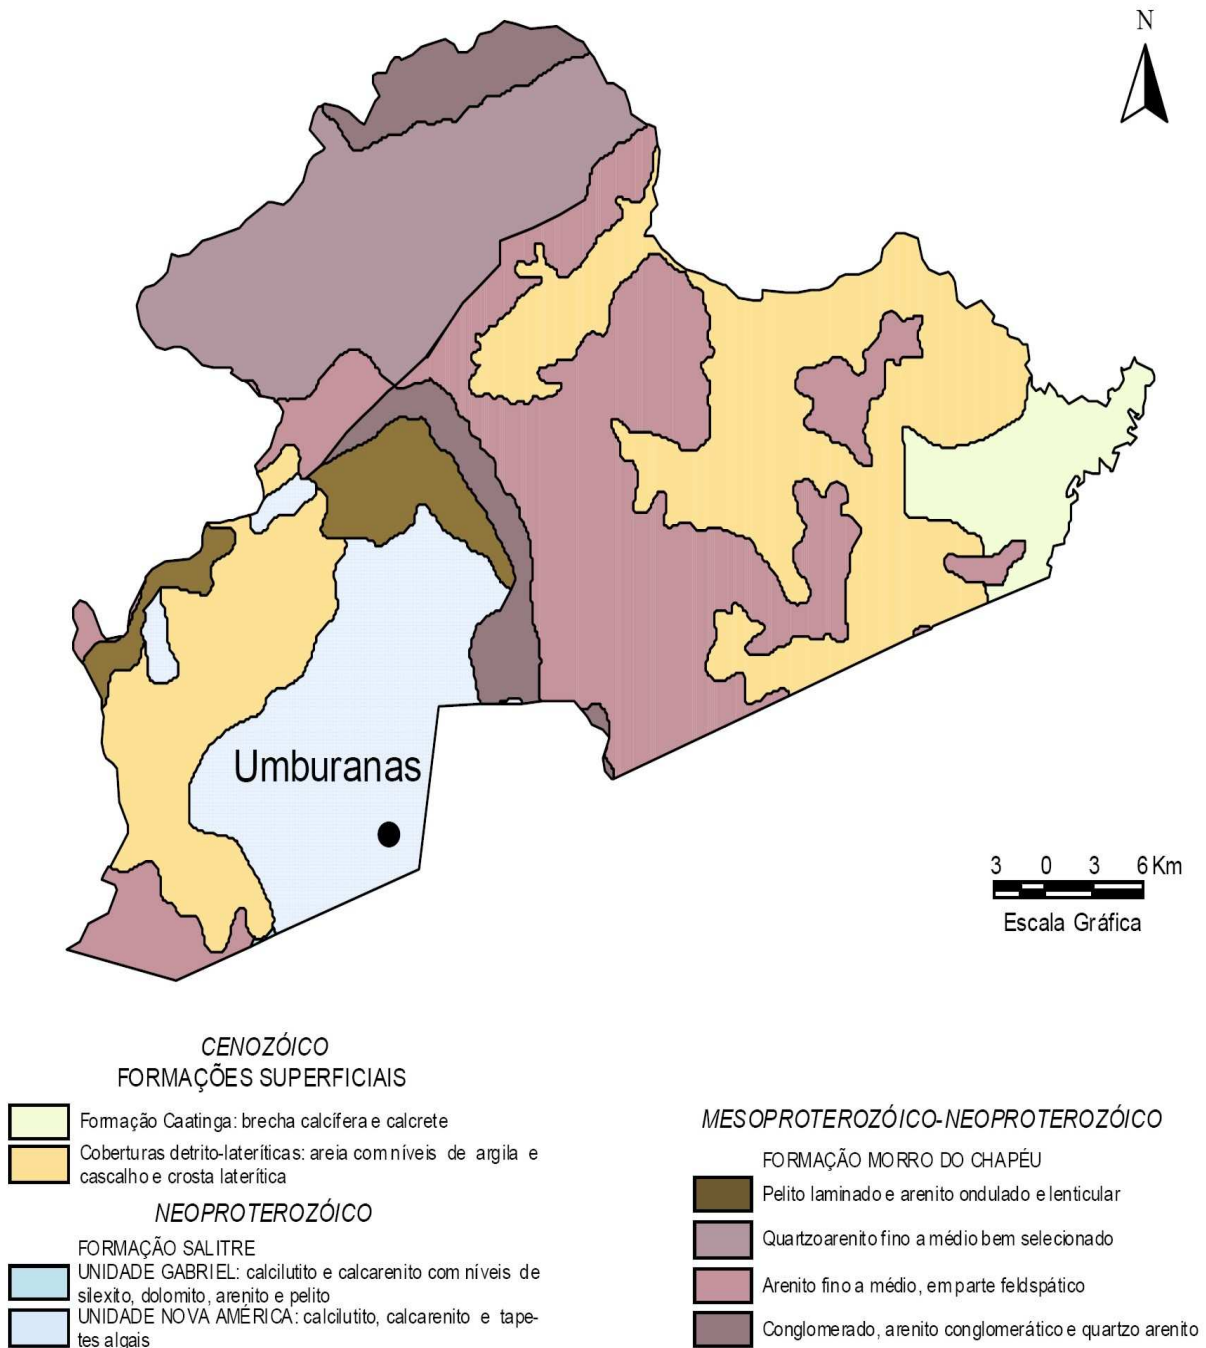 N
Umburanas
3 0 3 6 Km
Escala Gráfica
CENOZÓICO
FORMAÇÕES SUPERFICIAIS
Formação Caatinga: brecha calcífera e calcrete
Coberturas detrito-lateríticas: areia com níveis de argila e
cascalho e crosta laterítica
NEOPROTEROZÓICO
FORMAÇÃO SALITRE
UNIDADE GABRIEL: calcilutito e calcarenito com níveis de
silexito, dolomito, arenito e pelito
UNIDADE NOVA AMÉRICA: calcilutito, calcarenito e tape-
tes algais
MESOPROTEROZÓICO-NEOPROTEROZÓICO
FORMAÇÃO MORRO DO CHAPÉU
Pelito laminado e arenito ondulado e lenticular
Quartzoarenito fino a médio bem selecionado
Arenito fino a médio, em parte feldspático
Conglomerado, arenito conglomerático e quartzo arenito